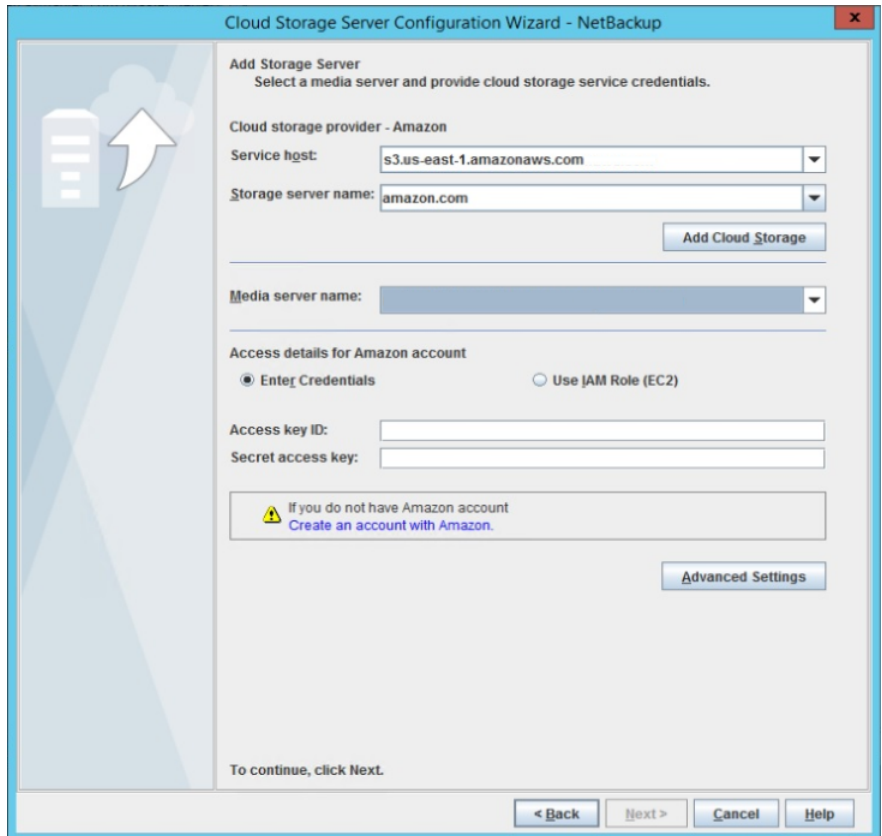 Cloud Storage Server Configuration Wizard - NetBackup
x
Add Storage Server
Select a media server and provide cloud storage service credentials.
Cloud storage provider - Amazon
Service host: s3.us-east-1.amazonaws.com
Storage server name: amazon.com
Add Cloud Storage
Media server name:
Access details for Amazon account
Enter Credentials Use IAM Role (EC2)
Access key ID:
Secret access key:
If you do not have Amazon account
Create an account with Amazon.
Advanced Settings
To continue, click Next.
< Back Next > Cancel Help